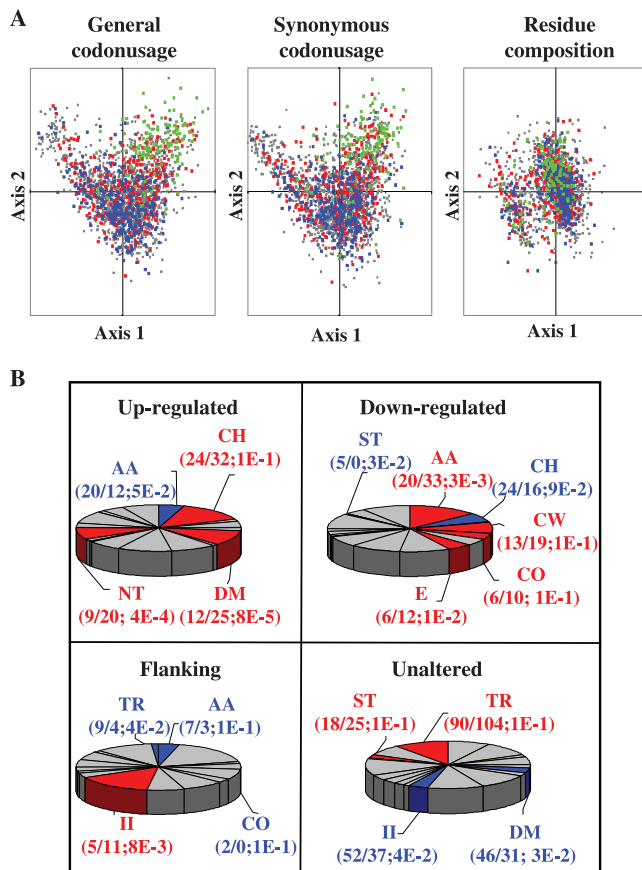 A
General
codonusage
Synonymous
codonusage
Residue
composition
Axis 2
Axis 2
Axis 2
Axis 1
Axis 1
Axis 1
B
Up-regulated
CH
(24/32;1E-1)
AA
(20/12;5E-2)
NT
(9/20; 4E-4)
DM
(12/25;8E-5)
Down-regulated
ST
(5/0;3E-2)
AA
(20/33;3E-3)
CH
(24/16;9E-2)
CW
(13/19;1E-1)
CO
(6/10; 1E-1)
E
(6/12;1E-2)
Flanking
TR
(9/4;4E-2)
AA
(7/3;1E-1)
II
(5/11;8E-3)
CO
(2/0;1E-1)
Unaltered
ST
(18/25;1E-1)
TR
(90/104;1E-1)
II
(52/37;4E-2)
DM
(46/31; 3E-2)